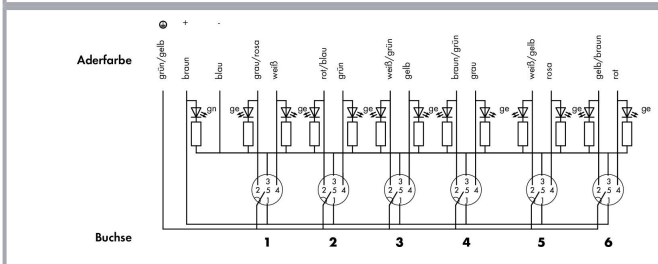 + -
Aderfarbe
grün/gelb
braun
blau
grau/rosa
weiß
rot/blau
grün
weiß/grün
gelb
braun/grün
grau
weiß/gelb
rosa
gelb/braun
rot
gn ge ge ge ge ge ge ge ge
3 3 3 3 3 3
2 5 4 2 5 4 2 5 4 2 5 4 2 5 4 2 5 4
1 1 1 1 1 1
Buchse 1 2 3 4 5 6